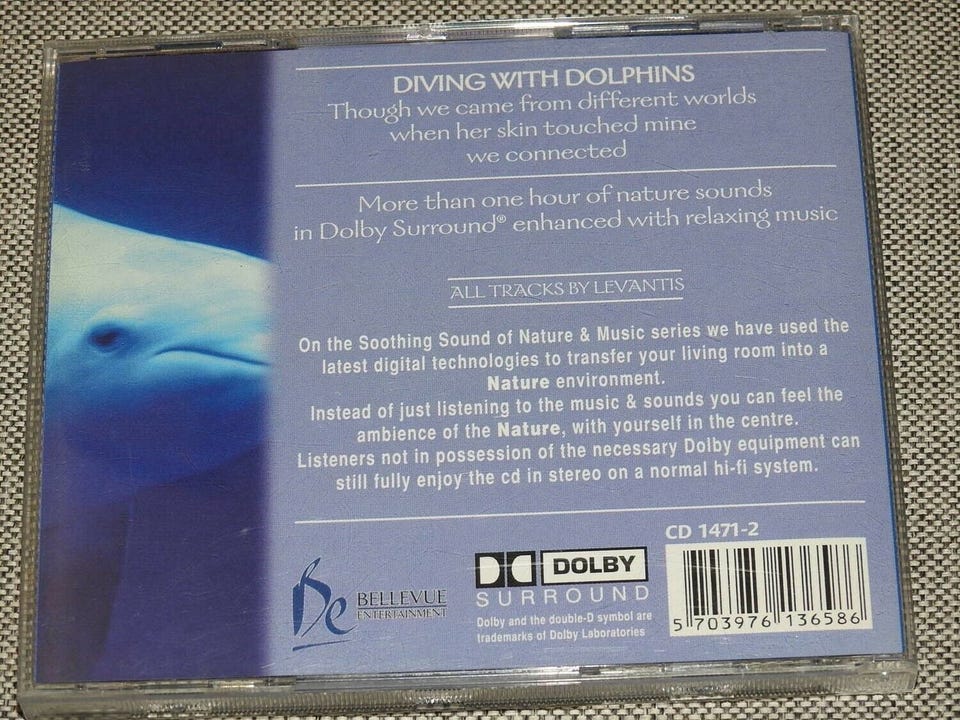 DIVING WITH DOLPHINS
Though we came from different worlds
when her skin touched mine
we connected
More than one hour of nature sounds
in Dolby Surround® enhanced with relaxing music
ALL TRACKS BY LEVANTIS
On the Soothing Sound of Nature & Music series we have used the
latest digital technologies to transfer your living room into a
Nature environment.
Instead of just listening to the music & sounds you can feel the
ambience of the Nature, with yourself in the centre.
Listeners not in possession of the necessary Dolby equipment can
still fully enjoy the cd in stereo on a normal hi-fi system.
Be
BELLEVUE
ENTERTAINMENT
DOLBY
SURROUND
Dolby and the double-D symbol are
trademarks of Dolby Laboratories
CD 1471-2
5 703976 136586